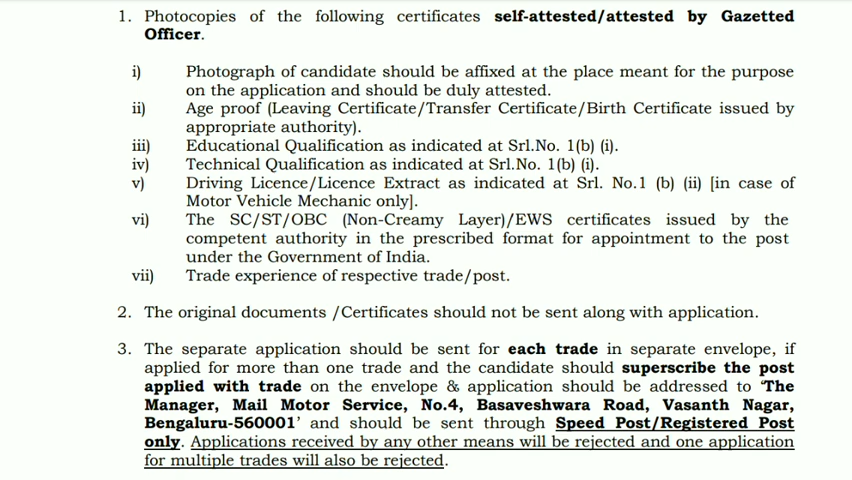 1. Photocopies of the following certificates self-attested/attested by Gazetted
Officer.
i) Photograph of candidate should be affixed at the place meant for the purpose
on the application and should be duly attested.
ii) Age proof (Leaving Certificate/Transfer Certificate/Birth Certificate issued by
appropriate authority).
iii) Educational Qualification as indicated at Srl.No. 1(b) (i).
iv) Technical Qualification as indicated at Srl.No. 1(b) (i).
v) Driving Licence/Licence Extract as indicated at Srl. No.1 (b) (ii) [in case of
Motor Vehicle Mechanic only].
vi) The SC/ST/OBC (Non-Creamy Layer)/EWS certificates issued by the
competent authority in the prescribed format for appointment to the post
under the Government of India.
vii) Trade experience of respective trade/post.
2. The original documents /Certificates should not be sent along with application.
3. The separate application should be sent for each trade in separate envelope, if
applied for more than one trade and the candidate should superscribe the post
applied with trade on the envelope & application should be addressed to ‘The
Manager, Mail Motor Service, No.4, Basaveshwara Road, Vasanth Nagar,
Bengaluru-560001’ and should be sent through Speed Post/Registered Post
only. Applications received by any other means will be rejected and one application
for multiple trades will also be rejected.